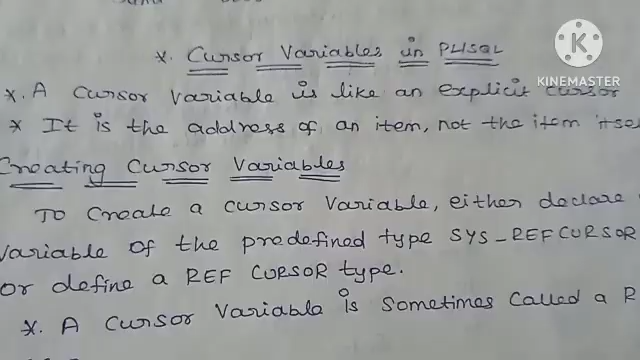 *. Cursor Variables in PL/SQL
KINEMASTER
*. A Cursor Variable is like an explicit cursor
* It is the address of an item, not the item itse
Creating Cursor Variables
To Create a cursor Variable, either declare
Variable of the predefined type SYS_REFCURSOR
or define a REF CURSOR type.
*. A Cursor Variable is Sometimes Called a R